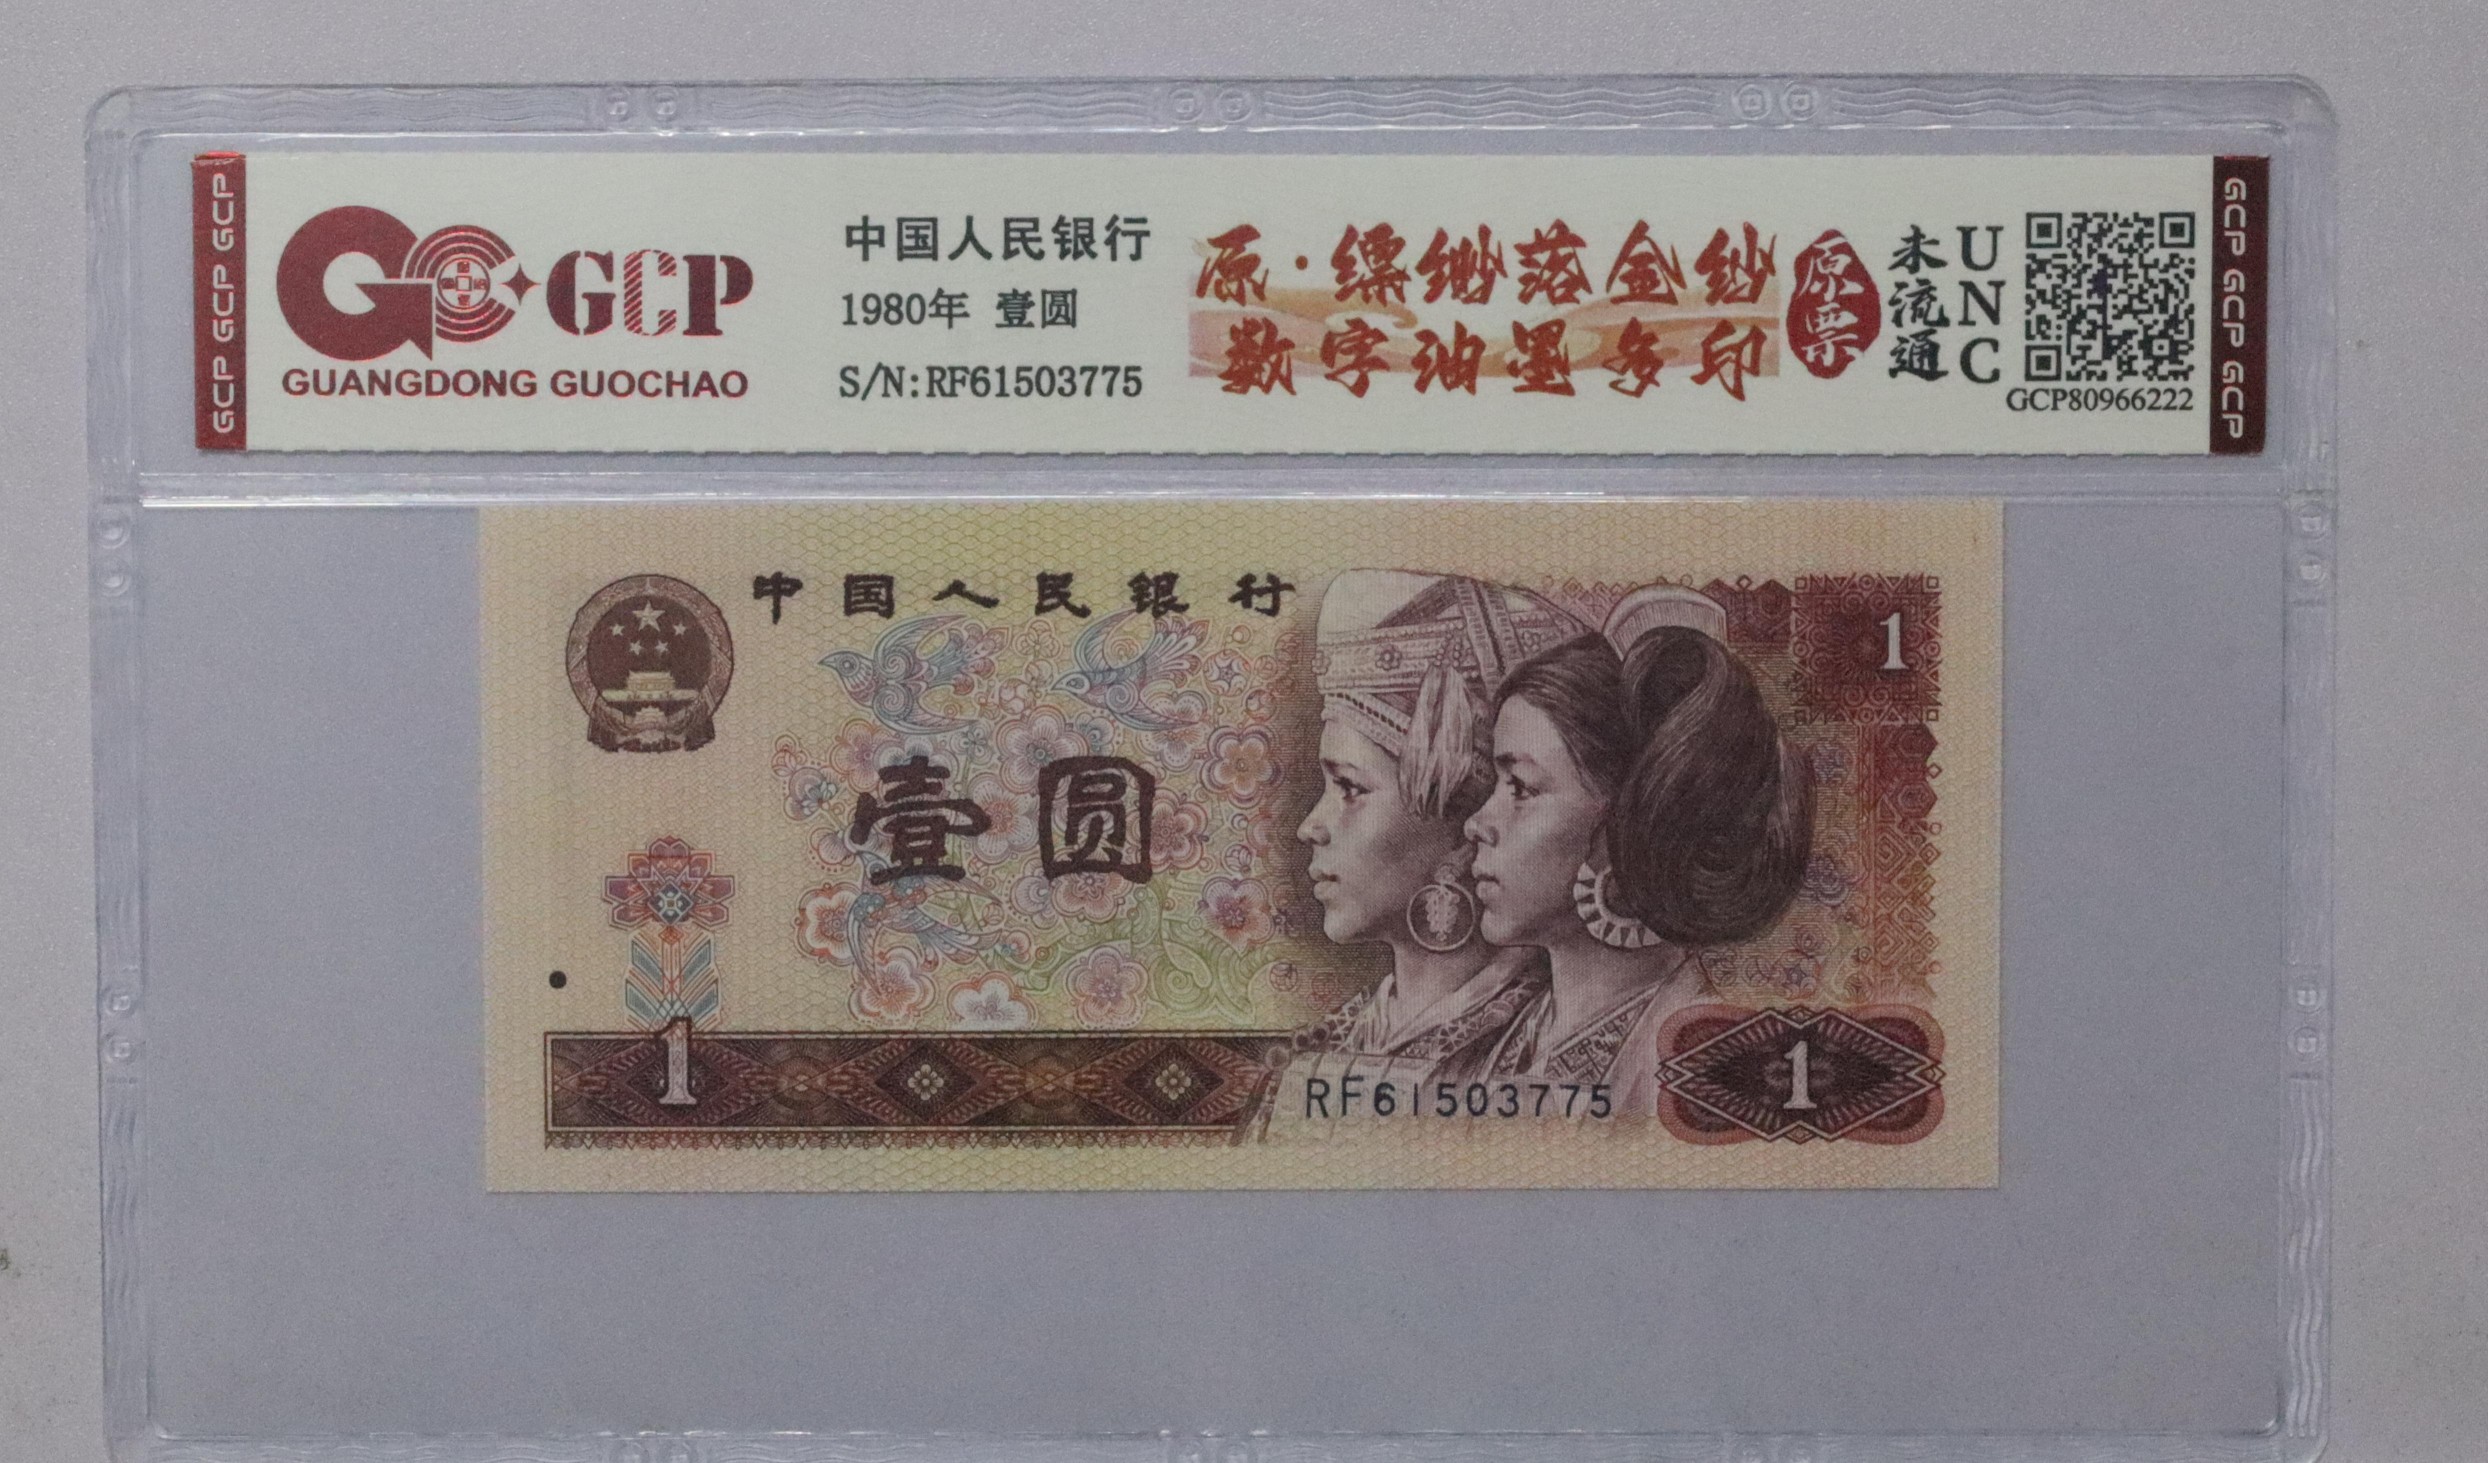 GCP GCP GCP
GCP
GUANGDONG GUOCHAO
中国人民银行
1980年 壹圆
S/N:RF61503775
原·缥缈落金纱
数字油墨多印
原票
未流通
UNC
GCP80966222
GCP GCP GCP
中国人民银行
1
壹圆
1
RF61503775
1